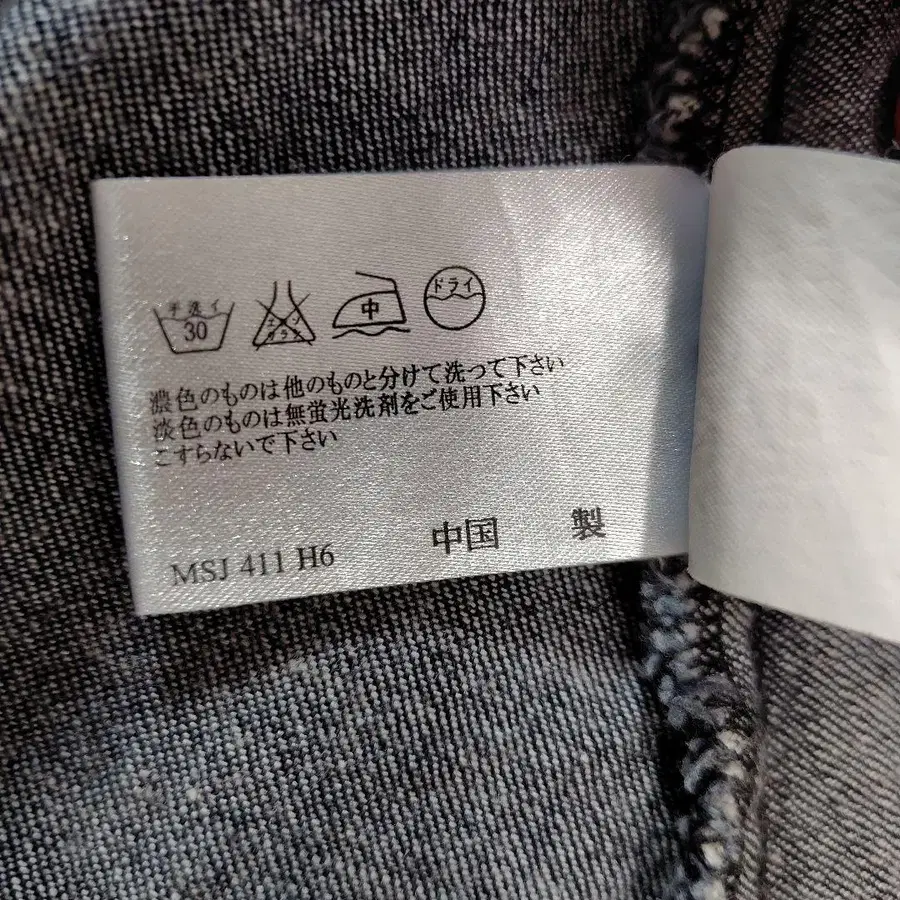 手洗イ
30
エンソ
サラシ
中
ドライ
濃色のものは他のものと分けて洗って下さい
淡色のものは無蛍光洗剤をご使用下さい
こすらないで下さい
中国 製
MSJ 411 H6